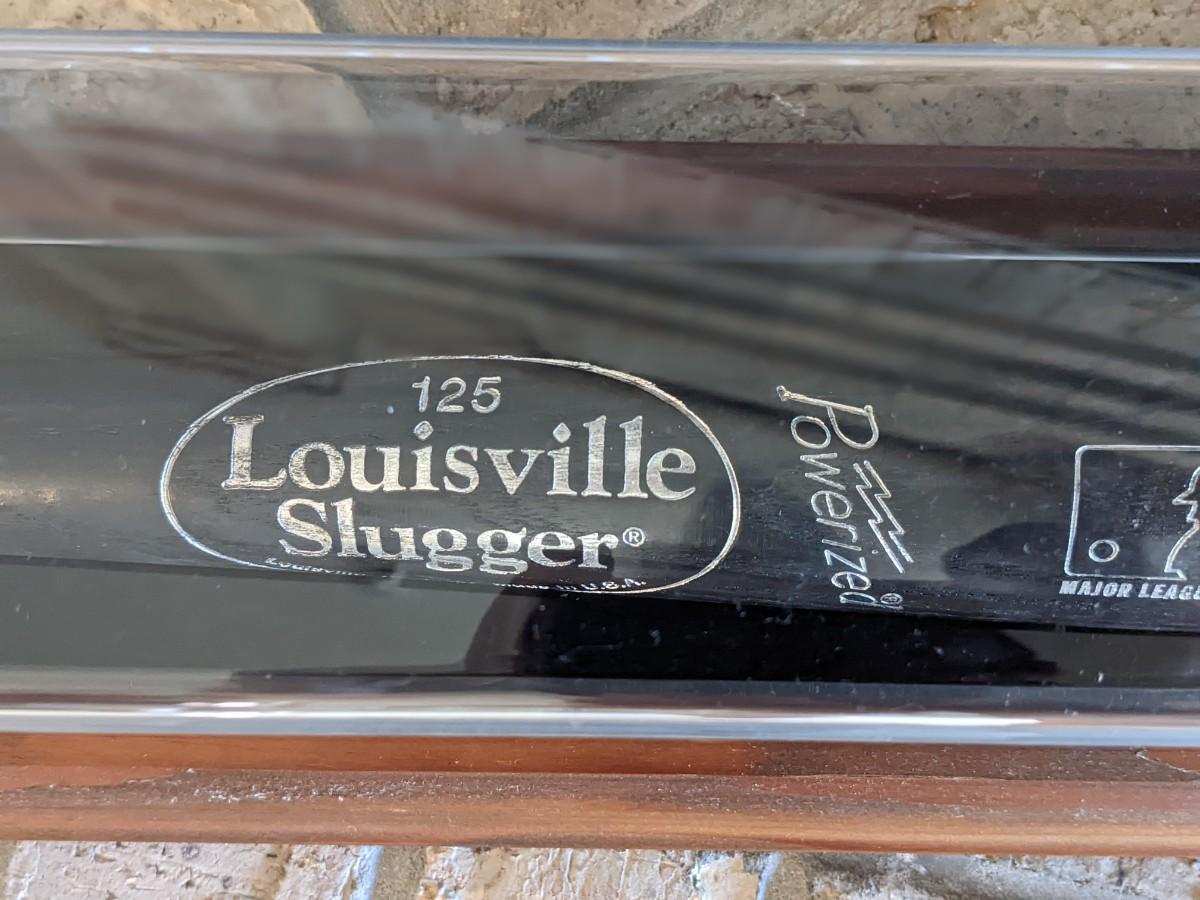 125
Louisville
Slugger®
U.S.A.
Powerized®
MAJOR LEAGUE